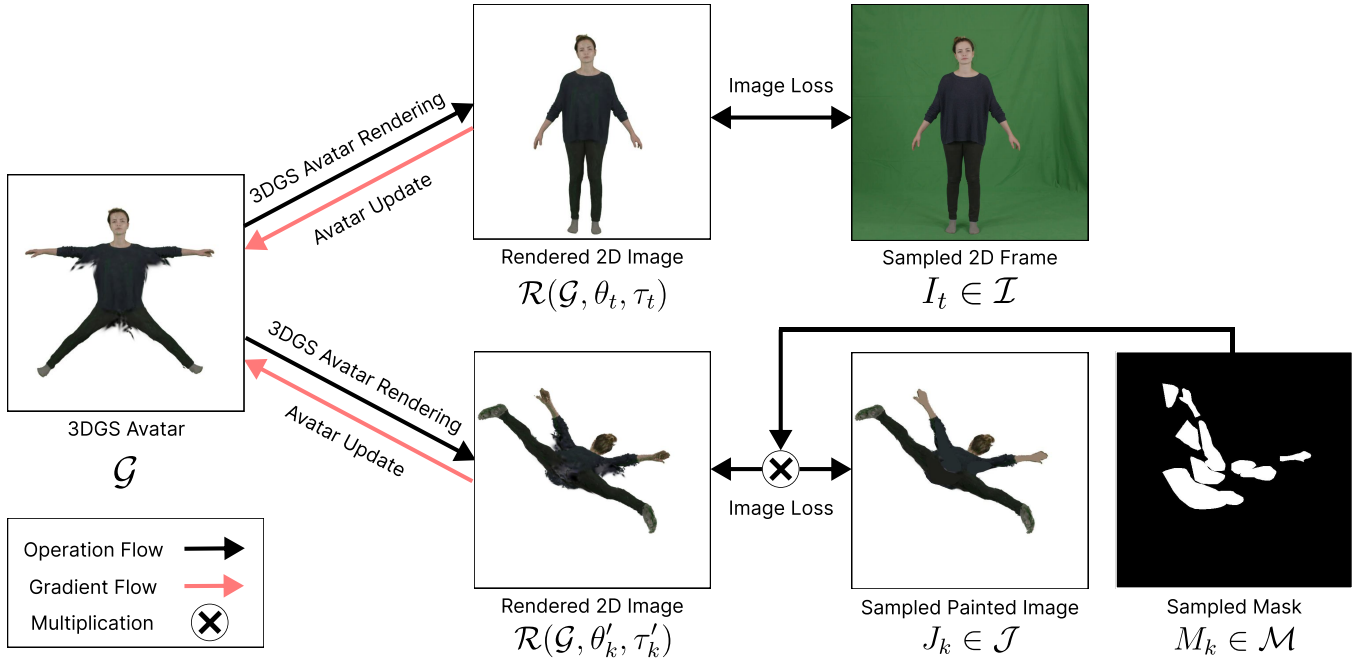 3DGS Avatar Rendering
Avatar Update
Image Loss
Rendered 2D Image
R(G, θ_t, τ_t)
Sampled 2D Frame
I_t ∈ I
3DGS Avatar
G
3DGS Avatar Rendering
Avatar Update
Image Loss
Rendered 2D Image
R(G, θ′_k, τ′_k)
Sampled Painted Image
J_k ∈ J
Sampled Mask
M_k ∈ M
Operation Flow
Gradient Flow
Multiplication